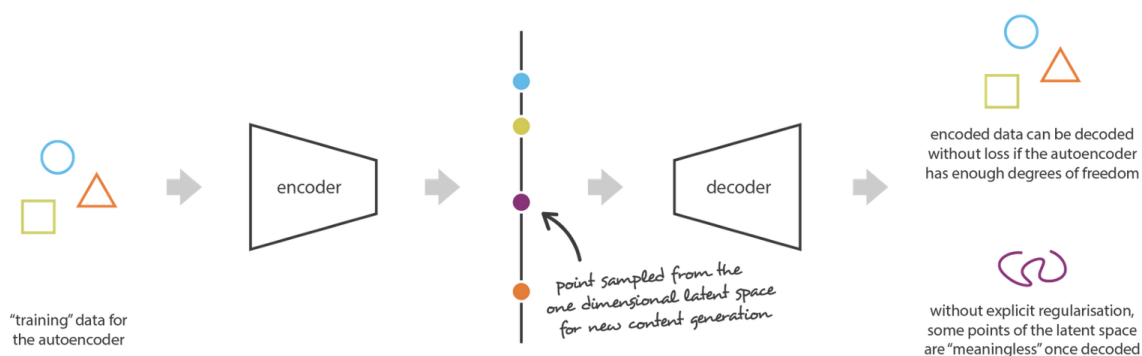 "training" data for
the autoencoder
encoder
point sampled from the
one dimensional latent space
for new content generation
decoder
encoded data can be decoded
without loss if the autoencoder
has enough degrees of freedom
without explicit regularisation,
some points of the latent space
are "meaningless" once decoded